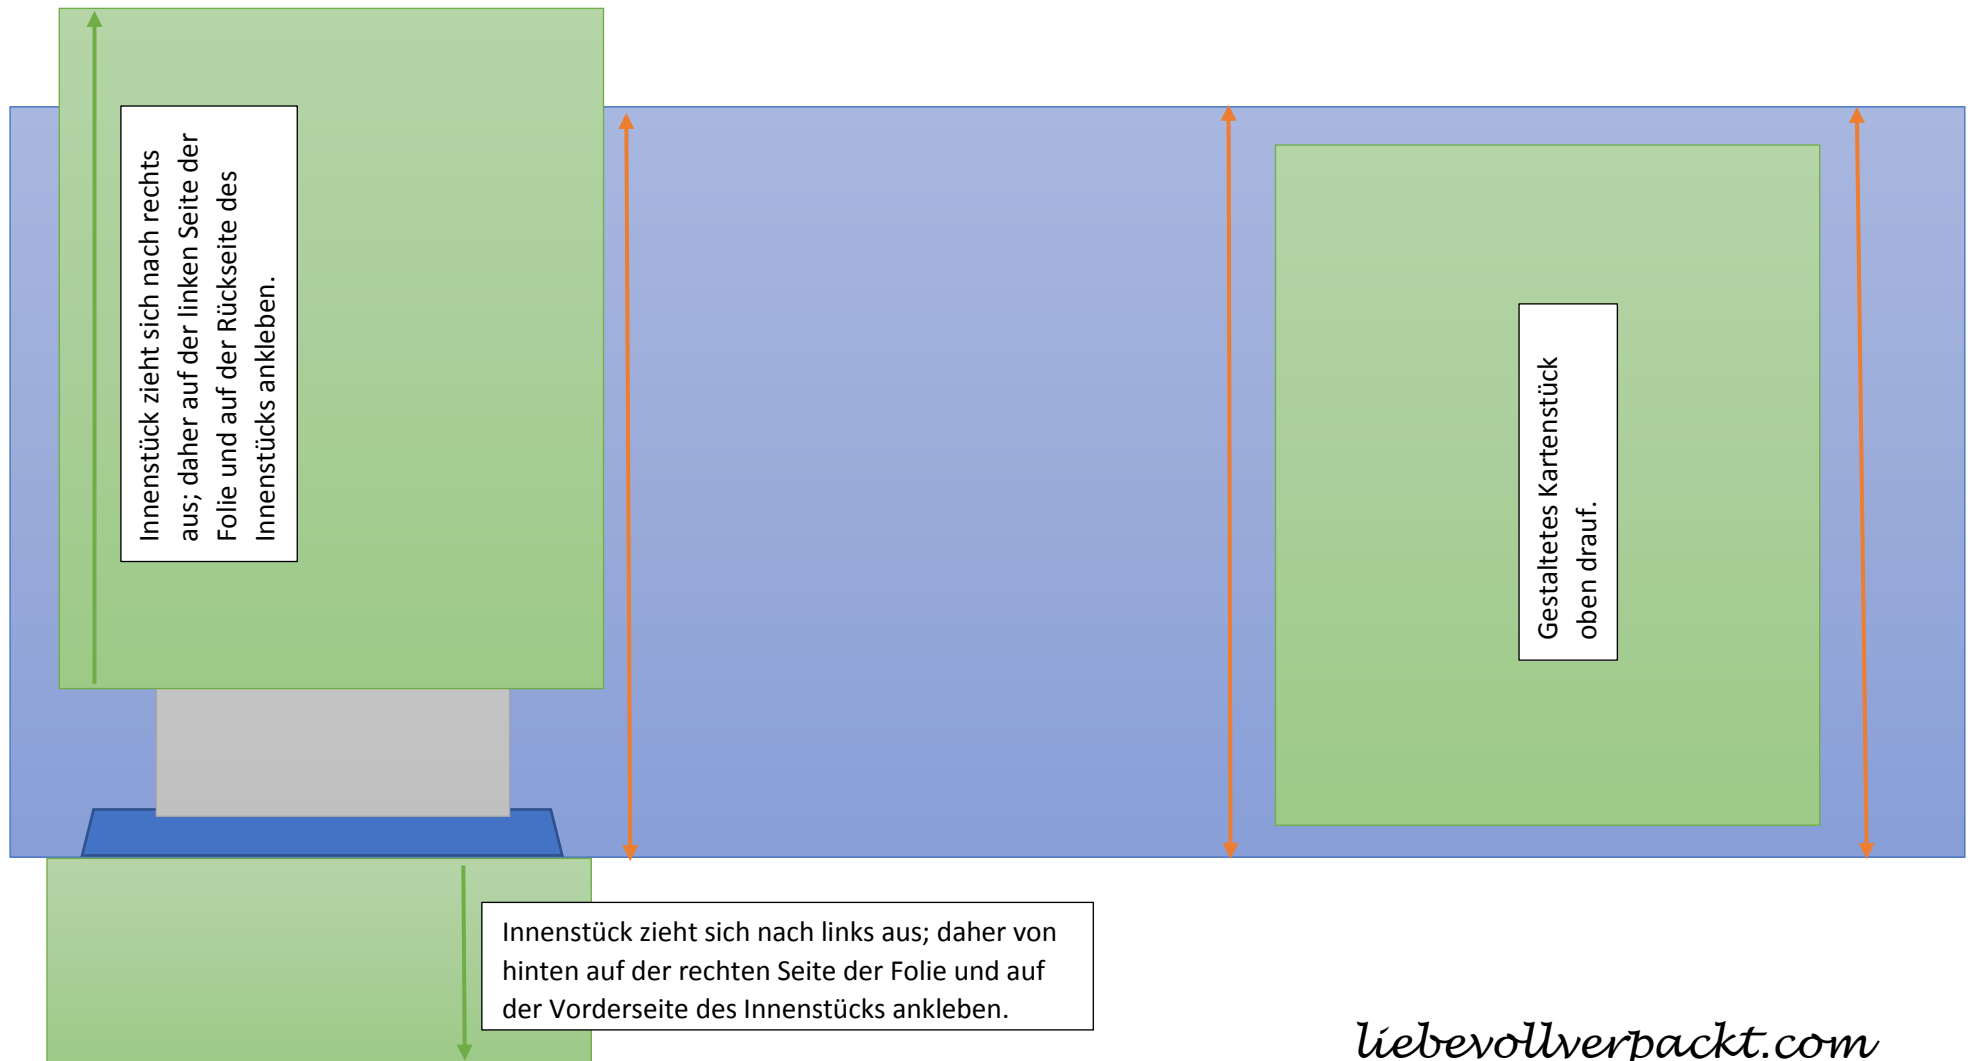 Innenstück zieht sich nach rechts
aus; daher auf der linken Seite der
Folie und auf der Rückseite des
Innenstücks ankleben.
Gestaltetes Kartenstück
oben drauf.
Innenstück zieht sich nach links aus; daher von
hinten auf der rechten Seite der Folie und auf
der Vorderseite des Innenstücks ankleben.
liebevollverpackt.com